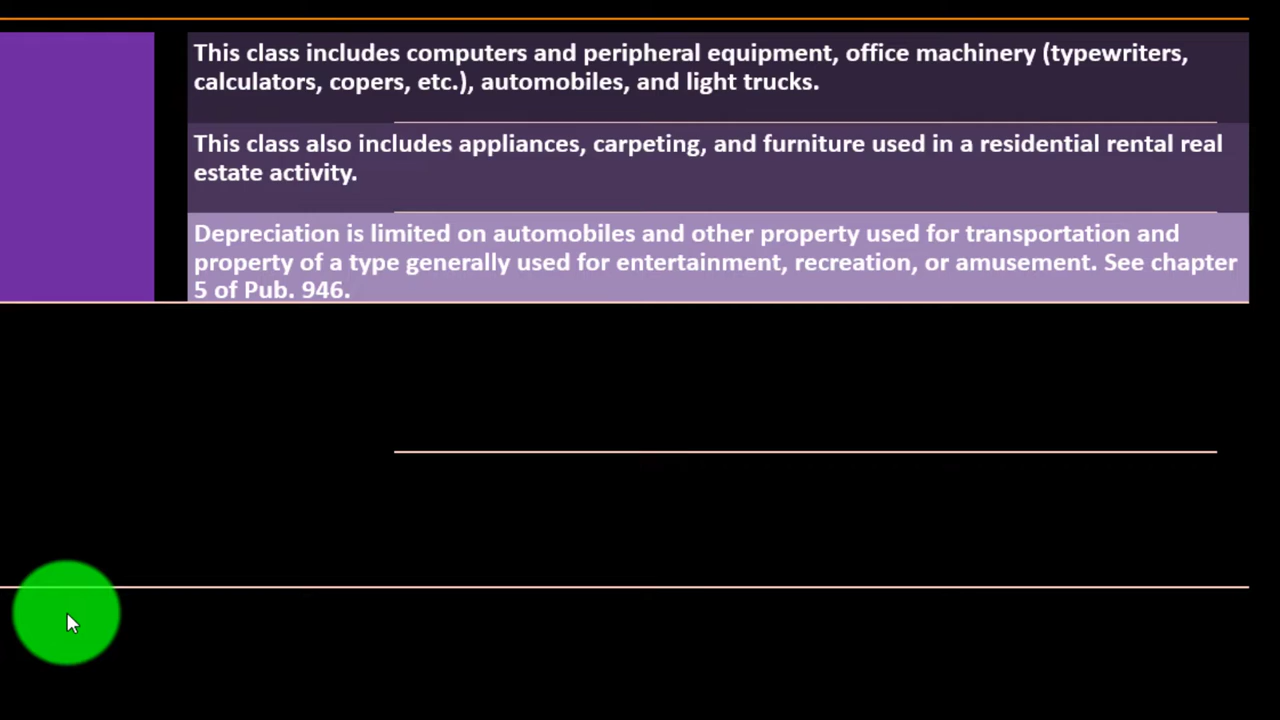 This class includes computers and peripheral equipment, office machinery (typewriters,
calculators, copers, etc.), automobiles, and light trucks.
This class also includes appliances, carpeting, and furniture used in a residential rental real
estate activity.
Depreciation is limited on automobiles and other property used for transportation and
property of a type generally used for entertainment, recreation, or amusement. See chapter
5 of Pub. 946.